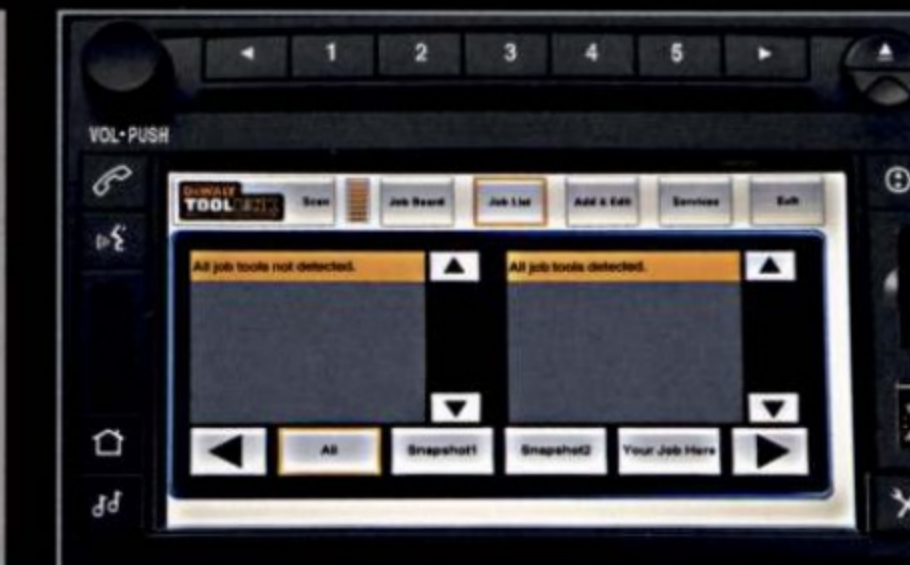 1 2 3 4 5
VOL•PUSH
DEWALT
TOOLLINK
Scan Job Board Job List Add & Edit Services Exit
All job tools not detected.
All job tools detected.
All Snapshot1 Snapshot2 Your Job Here